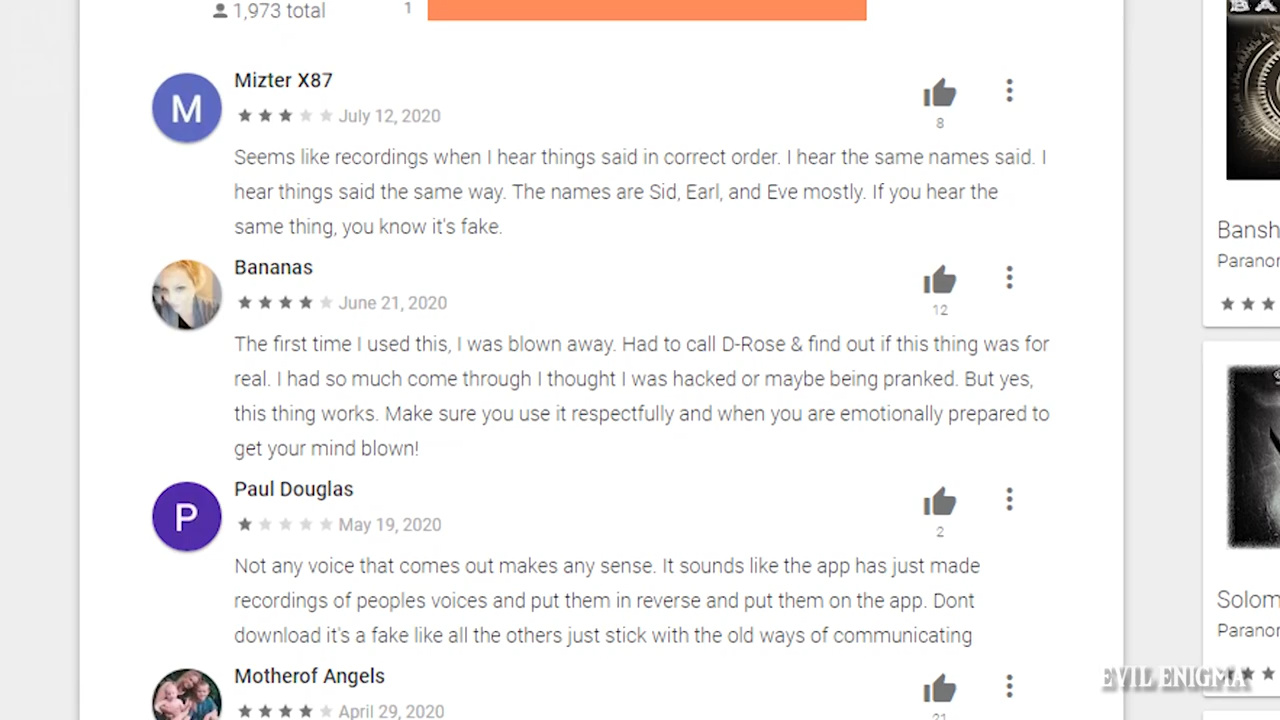 1,973 total
1
Mizter X87
July 12, 2020
8
Seems like recordings when I hear things said in correct order. I hear the same names said. I
hear things said the same way. The names are Sid, Earl, and Eve mostly. If you hear the
same thing, you know it's fake.
Bananas
June 21, 2020
12
The first time I used this, I was blown away. Had to call D-Rose & find out if this thing was for
real. I had so much come through I thought I was hacked or maybe being pranked. But yes,
this thing works. Make sure you use it respectfully and when you are emotionally prepared to
get your mind blown!
P
Paul Douglas
May 19, 2020
2
Not any voice that comes out makes any sense. It sounds like the app has just made
recordings of peoples voices and put them in reverse and put them on the app. Dont
download it's a fake like all the others just stick with the old ways of communicating
Motherof Angels
April 29, 2020
21
M
BA
Bansh
Paranor
Solom
Paranor
EVIL ENIGMA